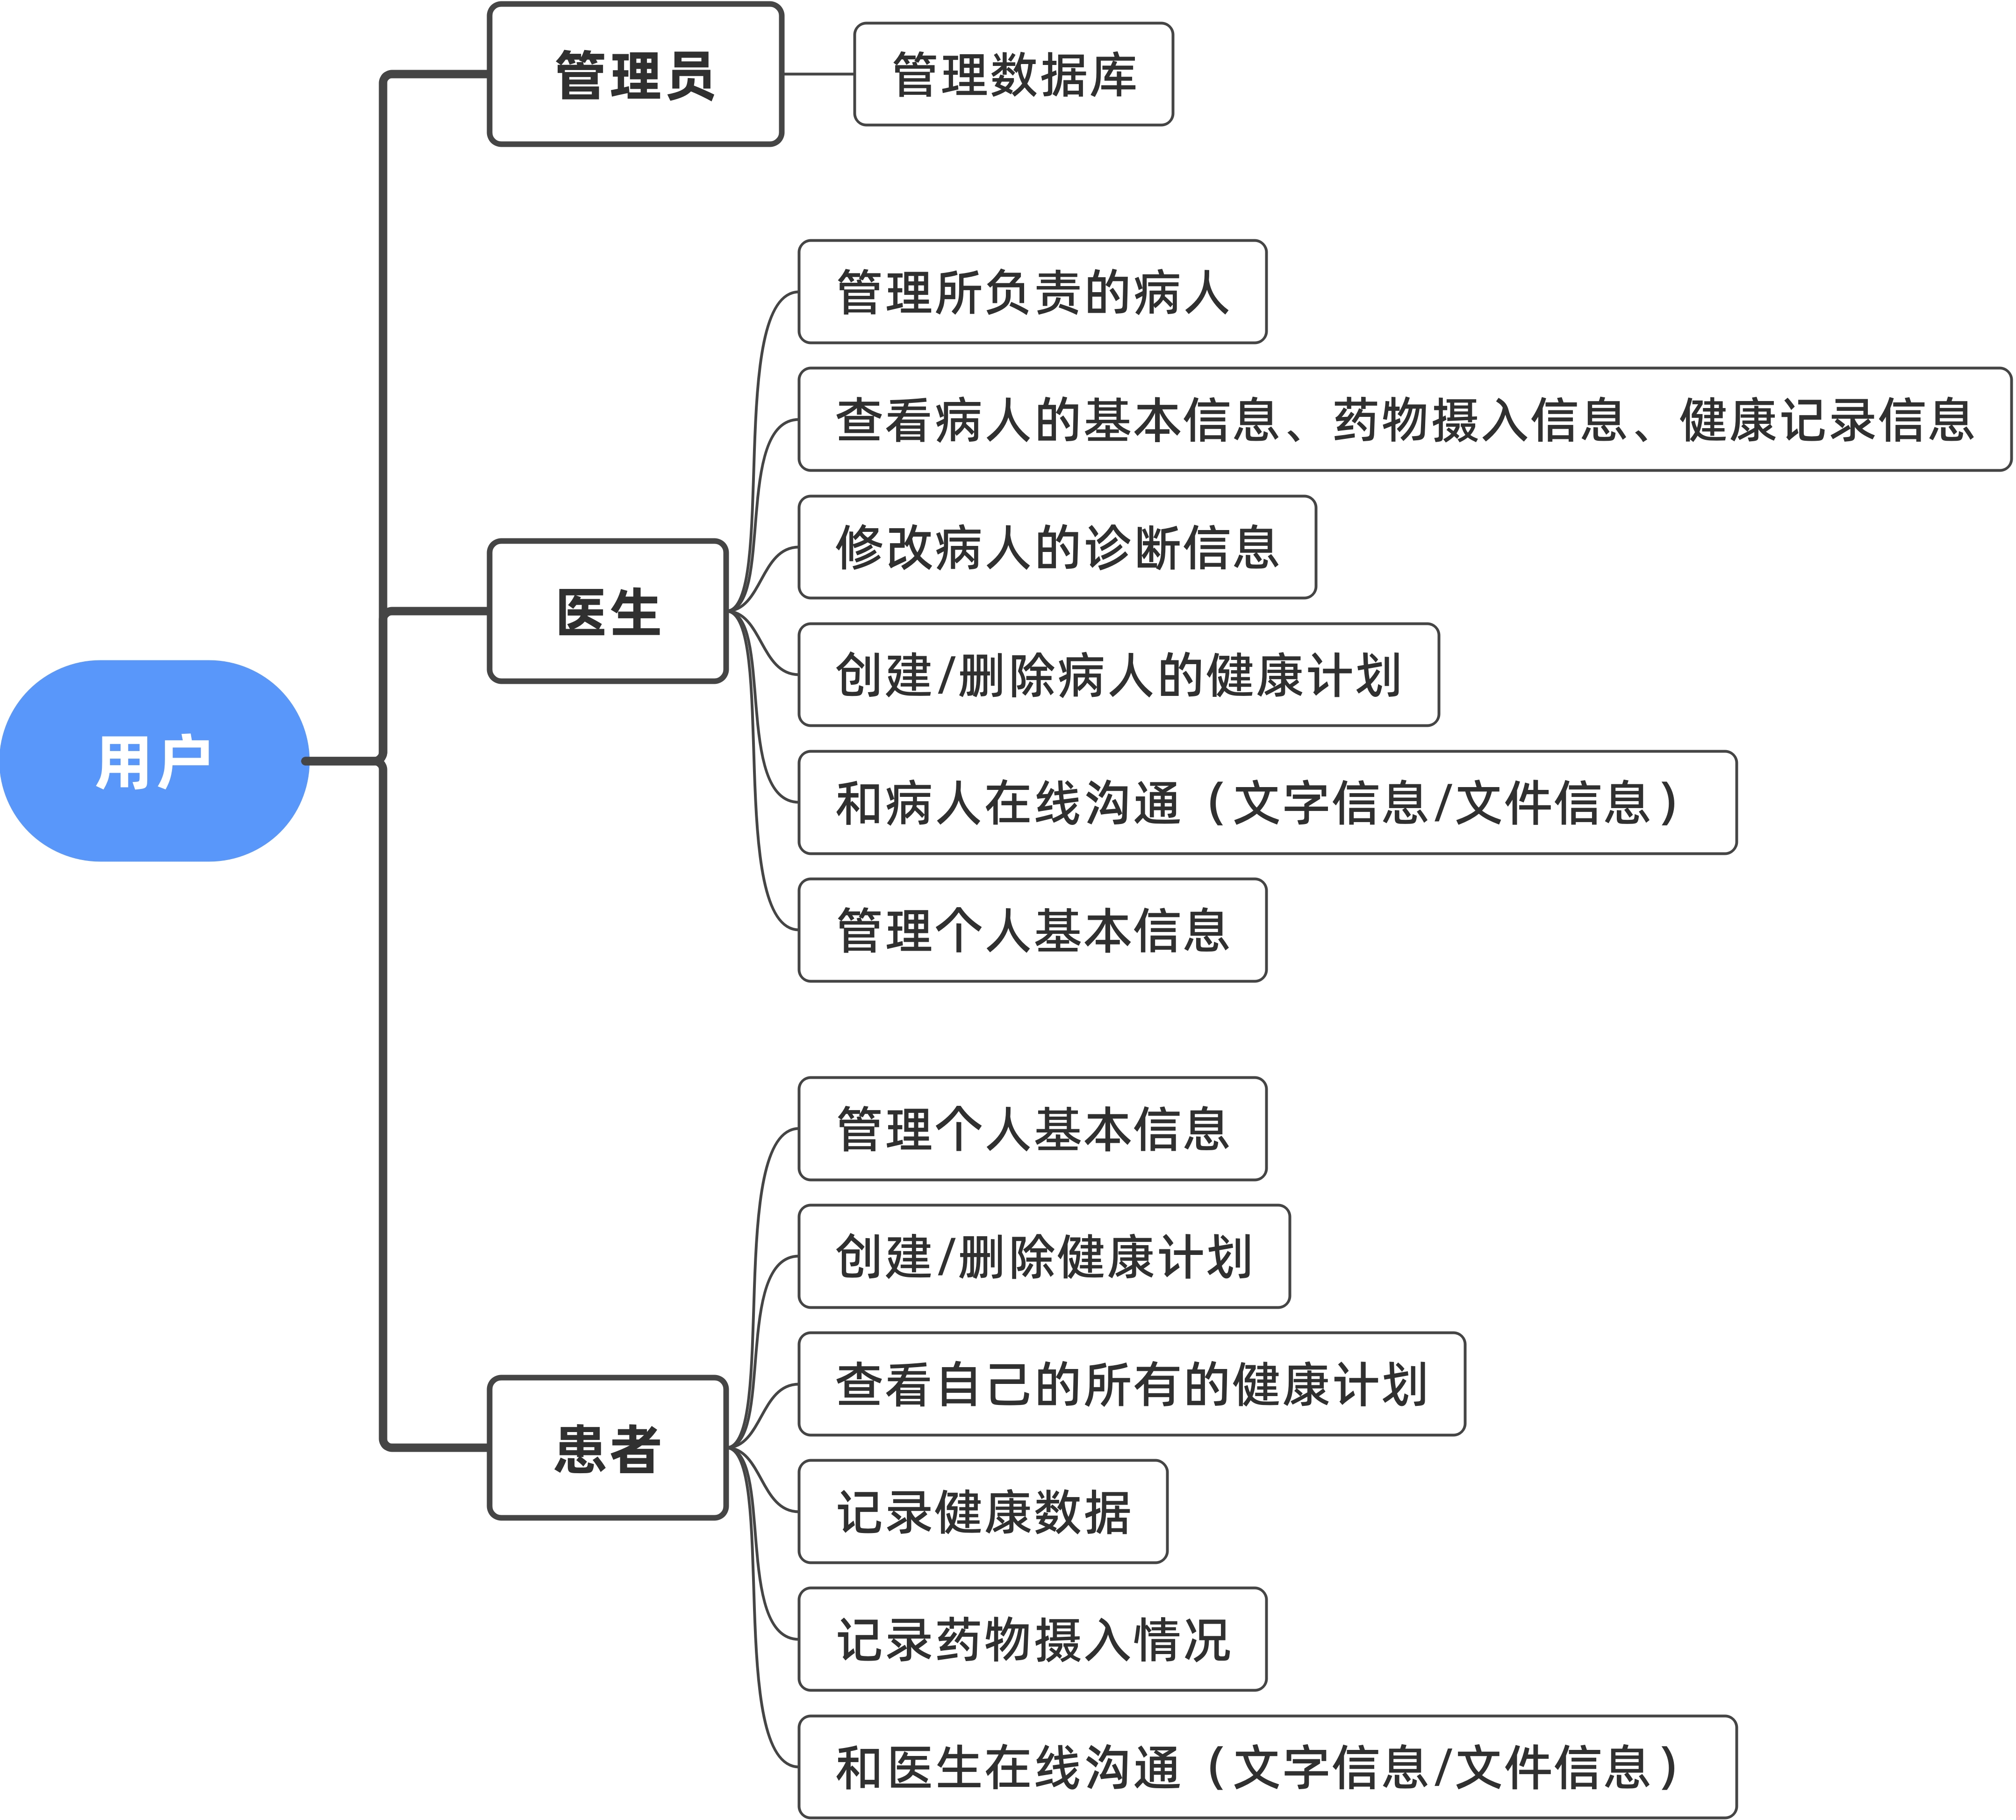 用户
管理员
管理数据库
医生
管理所负责的病人
查看病人的基本信息、药物摄入信息、健康记录信息
修改病人的诊断信息
创建/删除病人的健康计划
和病人在线沟通（文字信息/文件信息）
管理个人基本信息
患者
管理个人基本信息
创建/删除健康计划
查看自己的所有的健康计划
记录健康数据
记录药物摄入情况
和医生在线沟通（文字信息/文件信息）